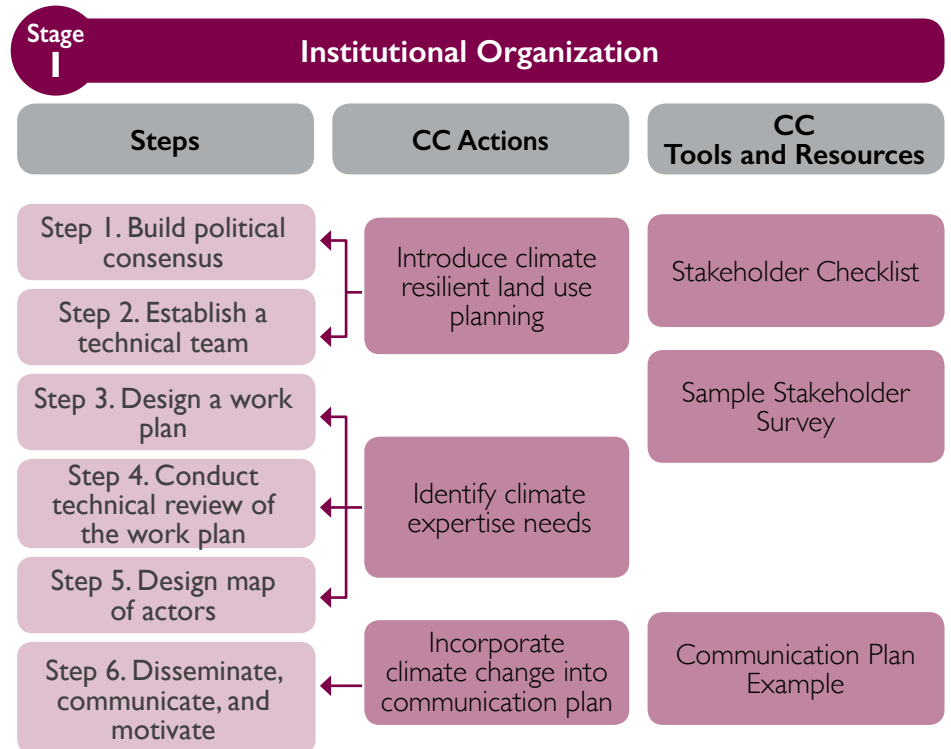 Stage
1
Institutional Organization
Steps
CC Actions
CC
Tools and Resources
Step 1. Build political
consensus
Step 2. Establish a
technical team
Step 3. Design a work
plan
Step 4. Conduct
technical review of
the work plan
Step 5. Design map
of actors
Step 6. Disseminate,
communicate, and
motivate
Introduce climate
resilient land use
planning
Identify climate
expertise needs
Incorporate
climate change into
communication plan
Stakeholder Checklist
Sample Stakeholder
Survey
Communication Plan
Example